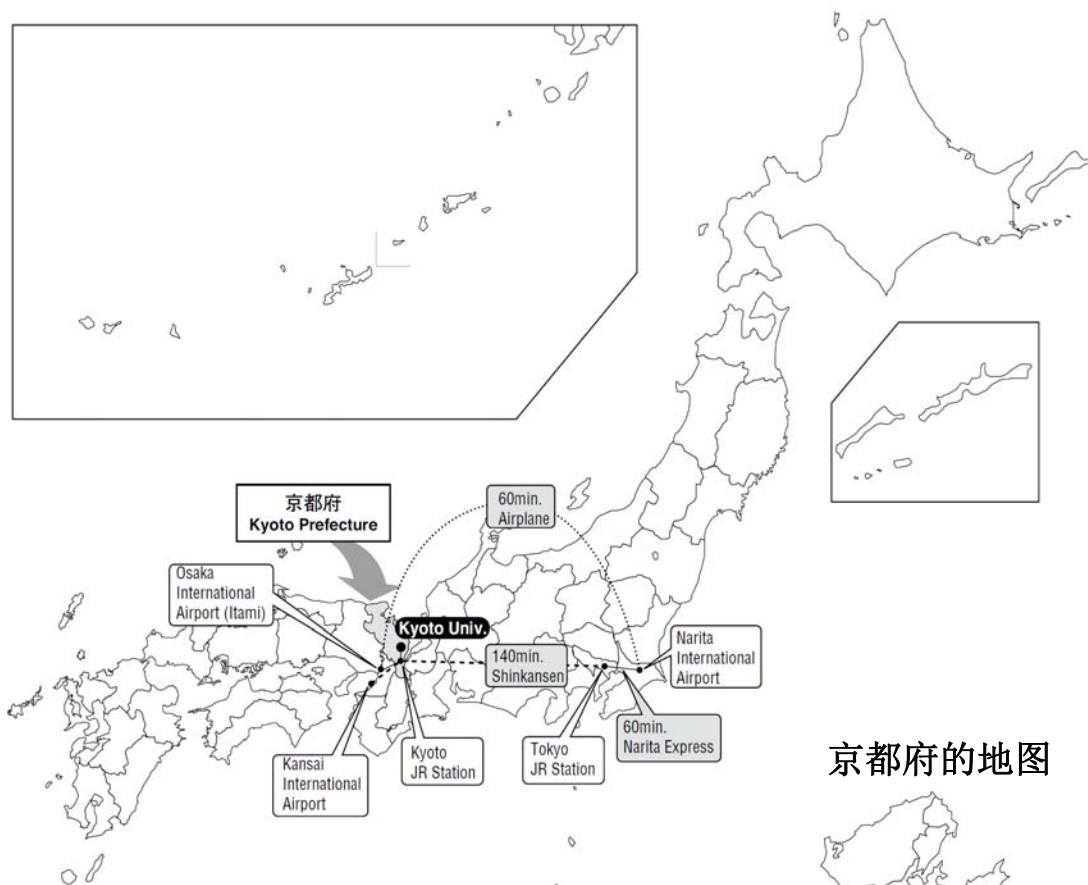 60min.
Airplane
京都府
Kyoto Prefecture
Osaka
International
Airport (Itami)
Kyoto Univ.
140min.
Shinkansen
Narita
International
Airport
60min.
Narita Express
Kyoto
JR Station
Tokyo
JR Station
Kansai
International
Airport
京都府的地图